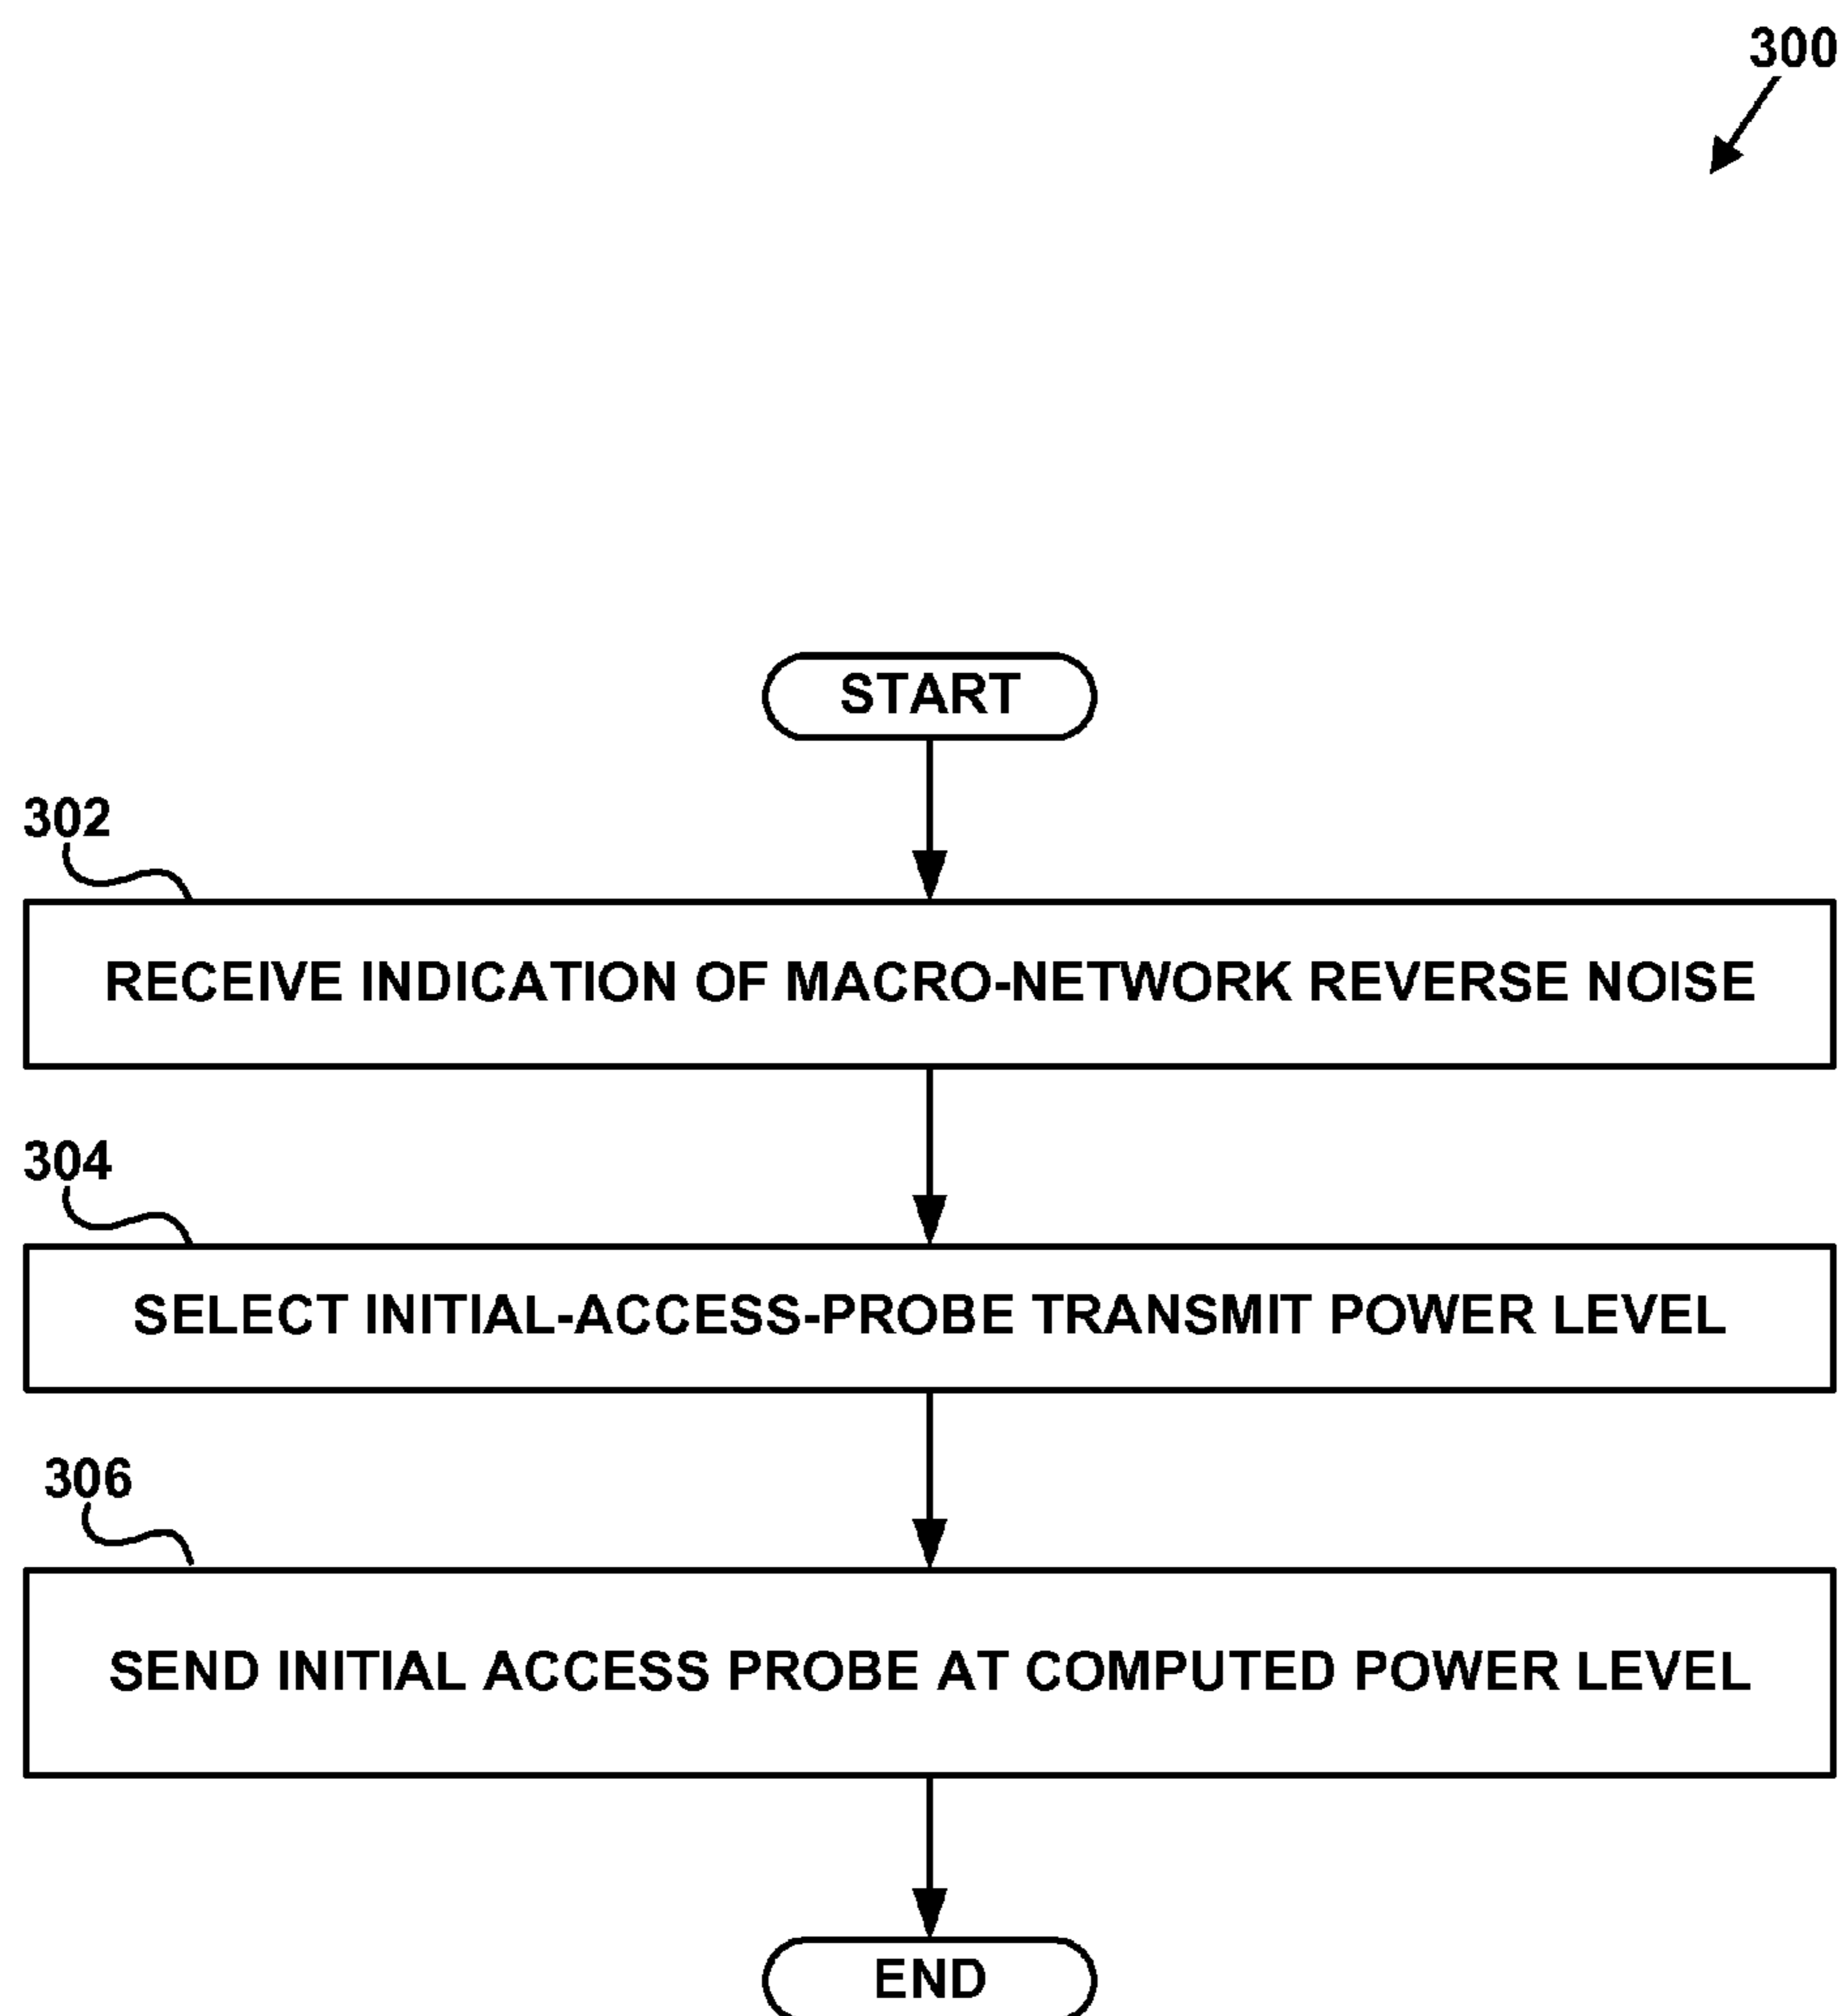 300
START
302
RECEIVE INDICATION OF MACRO-NETWORK REVERSE NOISE
304
SELECT INITIAL-ACCESS-PROBE TRANSMIT POWER LEVEL
306
SEND INITIAL ACCESS PROBE AT COMPUTED POWER LEVEL
END